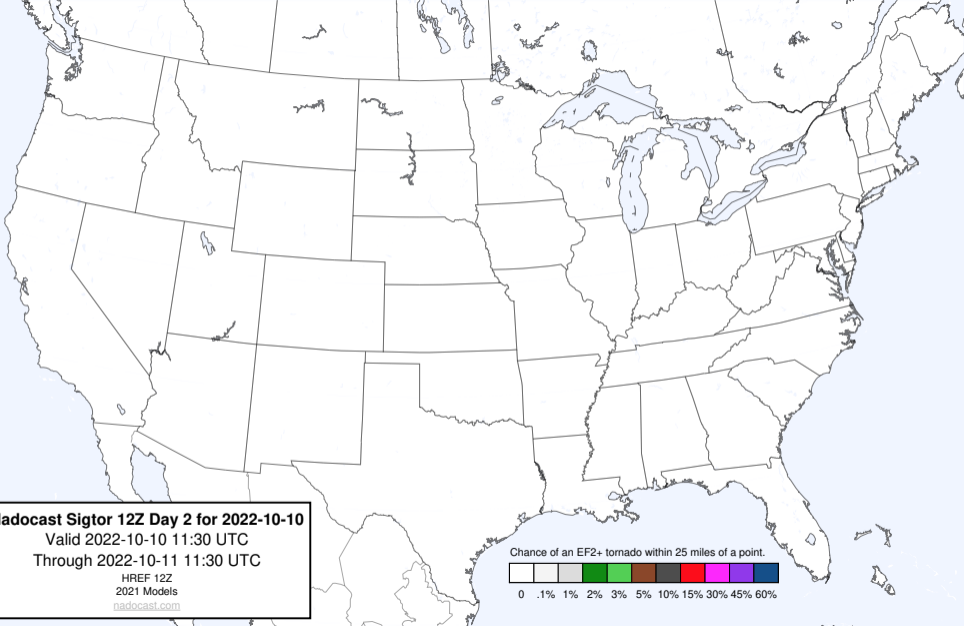 adocast Sigtor 12Z Day 2 for 2022-10-10
Valid 2022-10-10 11:30 UTC
Through 2022-10-11 11:30 UTC
HREF 12Z
2021 Models
nadocast.com
Chance of an EF2+ tornado within 25 miles of a point.
0 .1% 1% 2% 3% 5% 10% 15% 30% 45% 60%